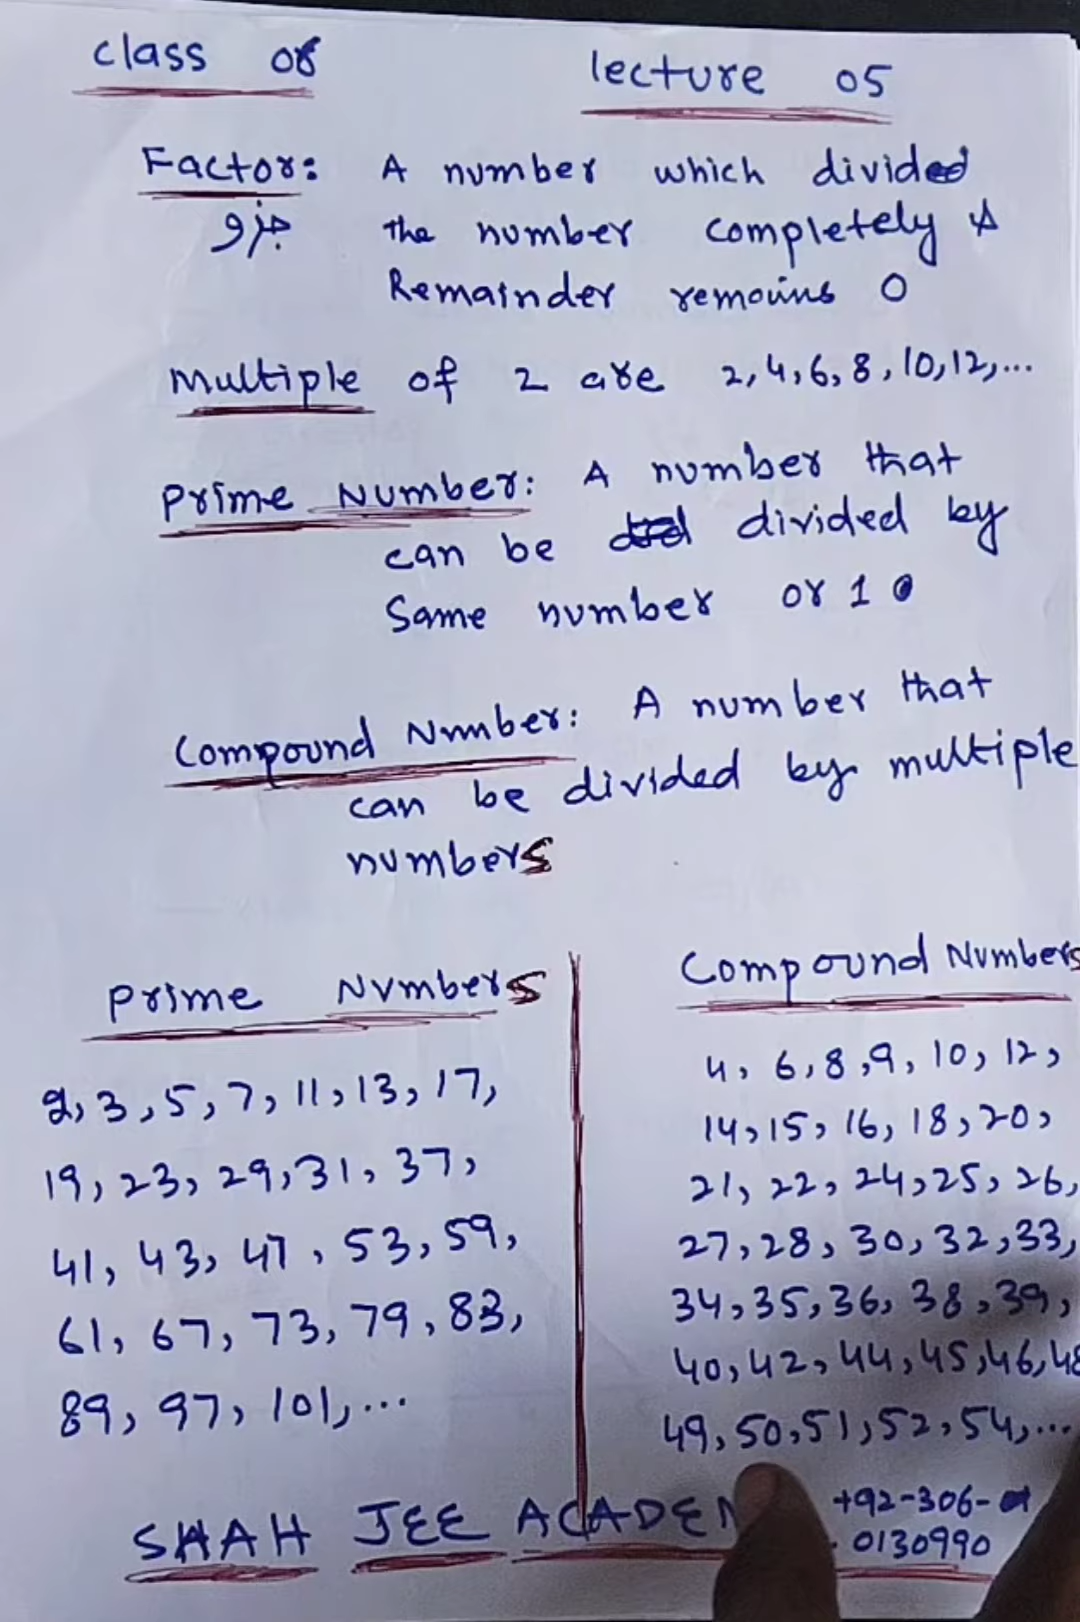 class 08
lecture 05
Factor: A number which divided
جزو the number completely &
Remainder remains 0
Multiple of 2 are 2,4,6,8,10,12,...
Prime Number: A number that
can be divided by
Same number or 1
Compound Number: A number that
can be divided by multiple
numbers
Prime Numbers
2,3,5,7,11,13,17,
19,23,29,31,37,
41,43,47,53,59,
61,67,73,79,83,
89,97,101,...
Compound Numbers
4,6,8,9,10,12,
14,15,16,18,20,
21,22,24,25,26,
27,28,30,32,33,
34,35,36,38,39,
40,42,44,45,46,48
49,50,51,52,54,...
SHAH JEE ACADEM
+92-306-
0130990